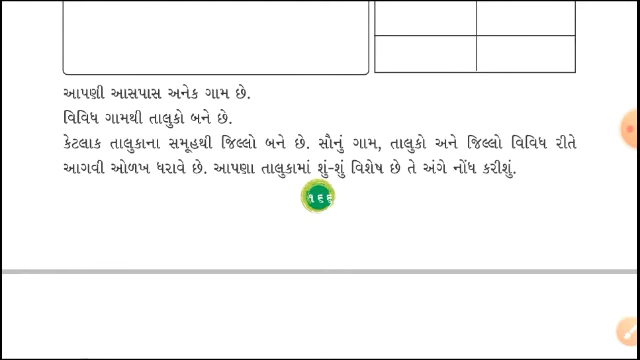 આપણી આસપાસ અનેક ગામ છે.
વિવિધ ગામથી તાલુકો બને છે.
કેટલાક તાલુકાના સમૂહથી જિલ્લો બને છે. સૌનું ગામ, તાલુકો અને જિલ્લો વિવિધ રીતે
આગવી ઓળખ ધરાવે છે. આપણા તાલુકામાં શું-શું વિશેષ છે તે અંગે નોંધ કરીશું.
૧૬૬